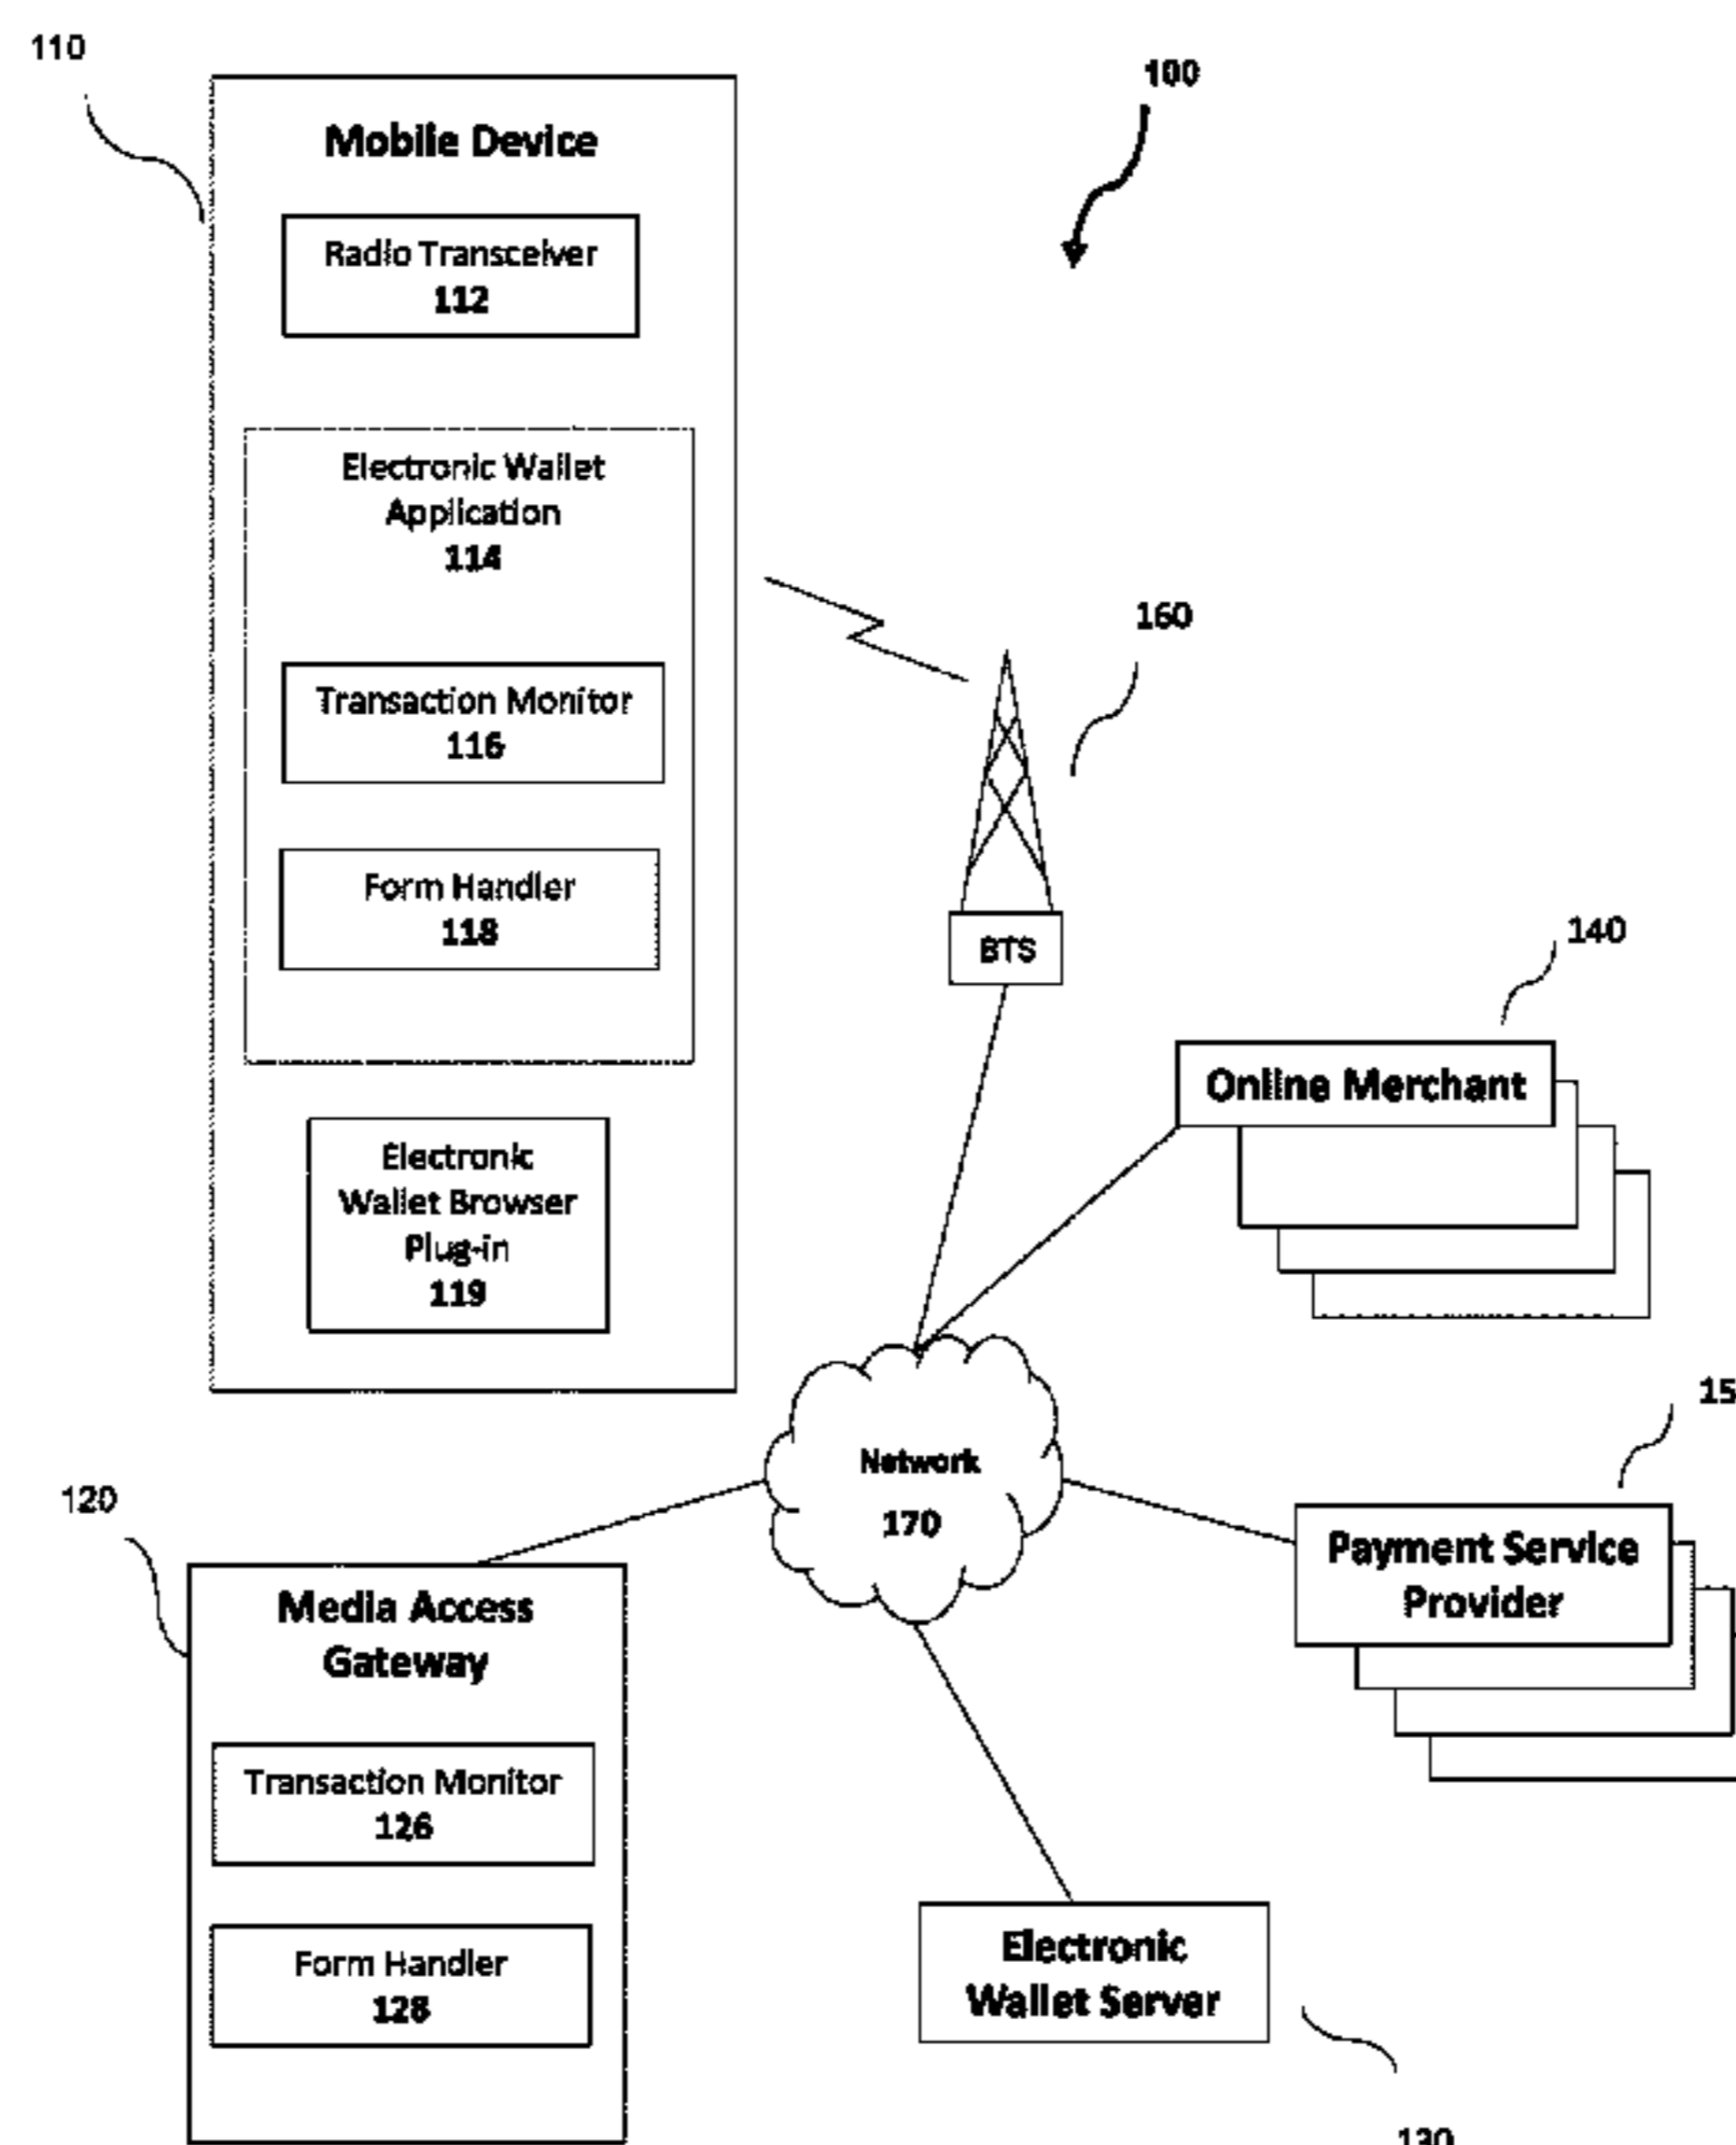 110
100
Mobile Device
Radio Transceiver
112
Electronic Wallet
Application
114
160
Transaction Monitor
116
Form Handler
118
BTS
140
Online Merchant
Electronic
Wallet Browser
Plug-in
119
15
Network
170
120
Payment Service
Provider
Media Access
Gateway
Transaction Monitor
126
Form Handler
128
Electronic
Wallet Server
130